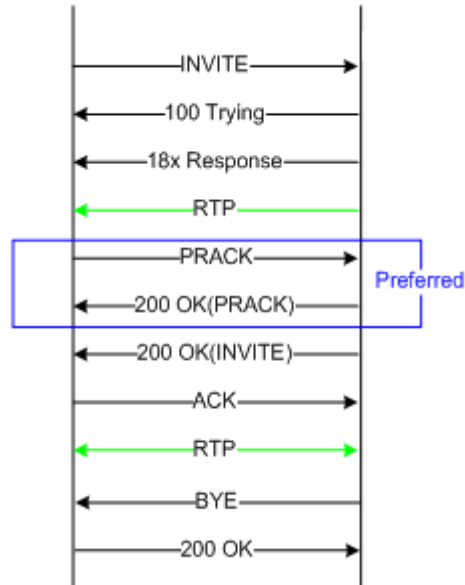 INVITE
100 Trying
18x Response
RTP
PRACK
Preferred
200 OK(PRACK)
200 OK(INVITE)
ACK
RTP
BYE
200 OK